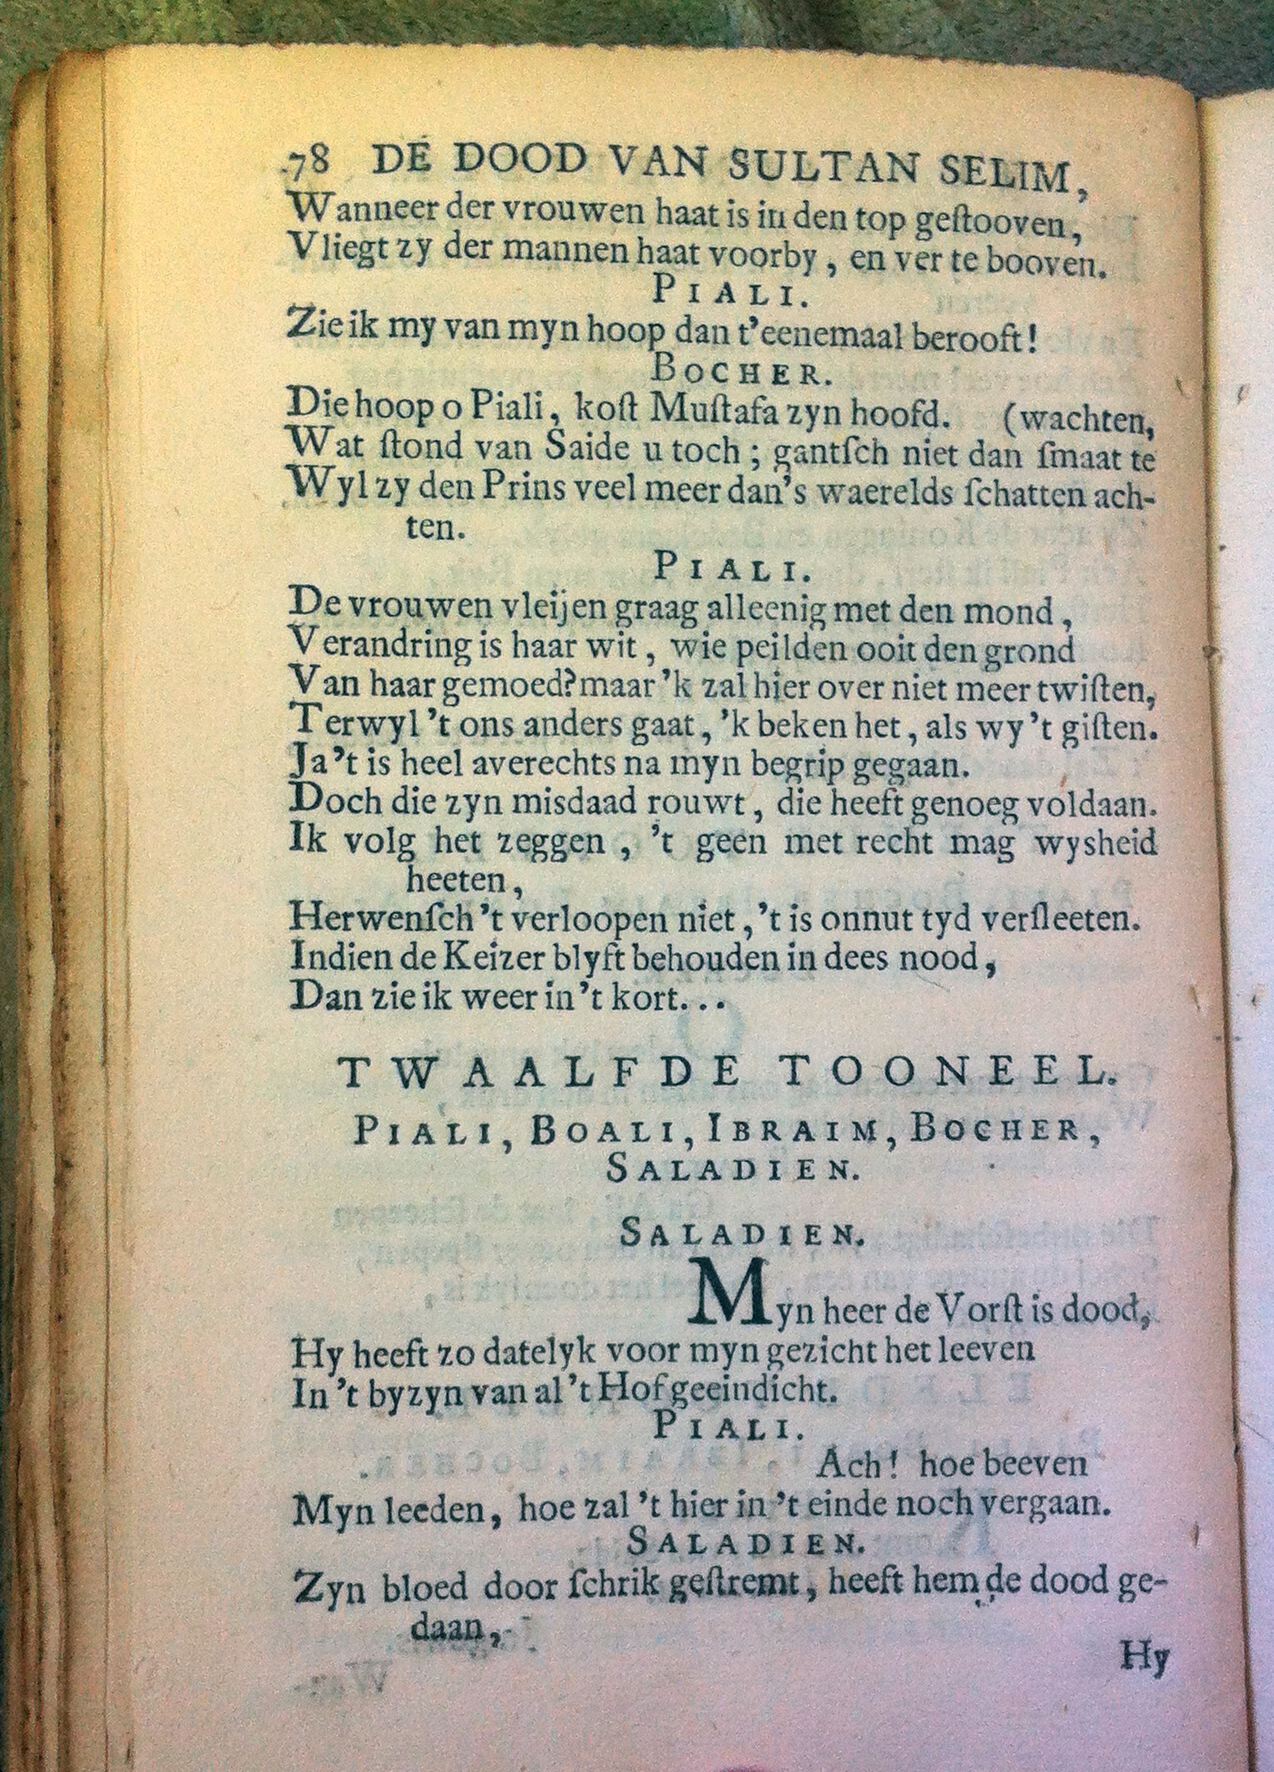 78 DE DOOD VAN SULTAN SELIM,
Wanneer der vrouwen haat is in den top geſtooven,
Vliegt zy der mannen haat voorby, en ver te booven.
PIALI.
Zie ik my van myn hoop dan t'eenemaal berooft!
BOCHER.
Die hoop o Piali, koſt Muſtafa zyn hoofd. (wachten,
Wat ſtond van Saide u toch; gantſch niet dan ſmaat te
Wyl zy den Prins veel meer dan's waerelds ſchatten ach-
ten.
PIALI.
De vrouwen vleijen graag alleenig met den mond,
Verandring is haar wit, wie peilden ooit den grond
Van haar gemoed? maar 'k zal hier over niet meer twiſten,
Terwyl 't ons anders gaat, 'k beken het, als wy 't giſten.
Ja 't is heel averechts na myn begrip gegaan.
Doch die zyn misdaad rouwt, die heeft genoeg voldaan.
Ik volg het zeggen, 't geen met recht mag wysheid
heeten,
Herwenſch 't verloopen niet, 't is onnut tyd verſleeten.
Indien de Keizer blyft behouden in dees nood,
Dan zie ik weer in 't kort...
TWAALFDE TOONEEL.
PIALI, BOALI, IBRAIM, BOCHER,
SALADIEN.
SALADIEN.
Myn heer de Vorſt is dood,
Hy heeft zo datelyk voor myn gezicht het leeven
In 't byzyn van al 't Hof geeindicht.
PIALI.
Ach! hoe beeven
Myn leeden, hoe zal 't hier in 't einde noch vergaan.
SALADIEN.
Zyn bloed door ſchrik geſtremt, heeft hem de dood ge-
daan,
Hy